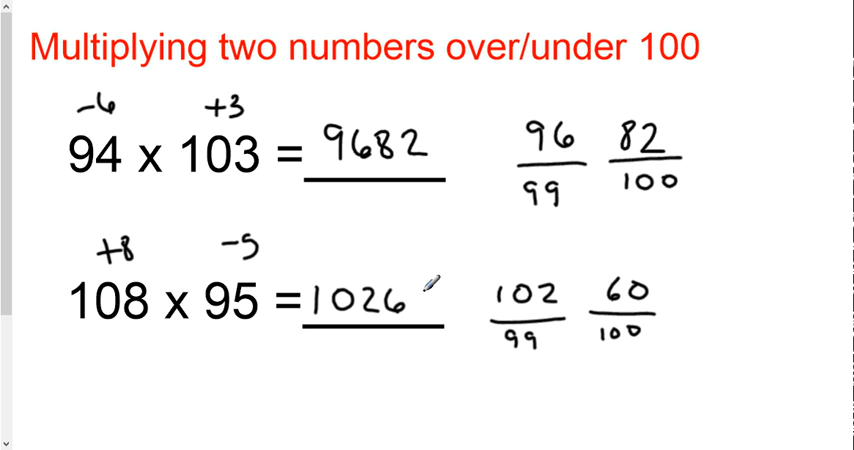 Multiplying two numbers over/under 100
-6 +3
94 x 103 = 9682
96 82
99 100
+8 -5
108 x 95 = 1026
102 60
99 100